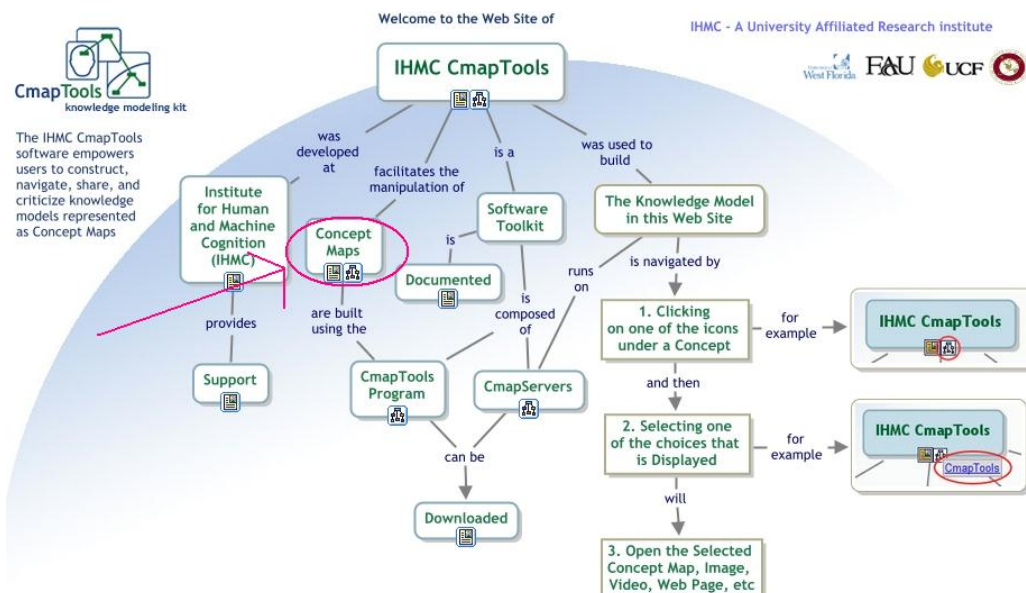 Welcome to the Web Site of
IHMC - A University Affiliated Research institute
IHMC CmapTools
West Florida
FAU
UCF
CmapTools
knowledge modeling kit
The IHMC CmapTools
software empowers
users to construct,
navigate, share, and
criticize knowledge
models represented
as Concept Maps
was
developed
at
facilitates the
manipulation of
is a
was used to
build
Institute
for Human
and Machine
Cognition
(IHMC)
Concept
Maps
Software
Toolkit
The Knowledge Model
in this Web Site
is
Documented
runs
on
is navigated by
provides
are built
using the
is
composed
of
1. Clicking
on one of the icons
under a Concept
for
example
IHMC CmapTools
Support
CmapTools
Program
CmapServers
and then
2. Selecting one
of the choices that
is Displayed
for
example
IHMC CmapTools
CmapTools
can be
will
Downloaded
3. Open the Selected
Concept Map, Image,
Video, Web Page, etc